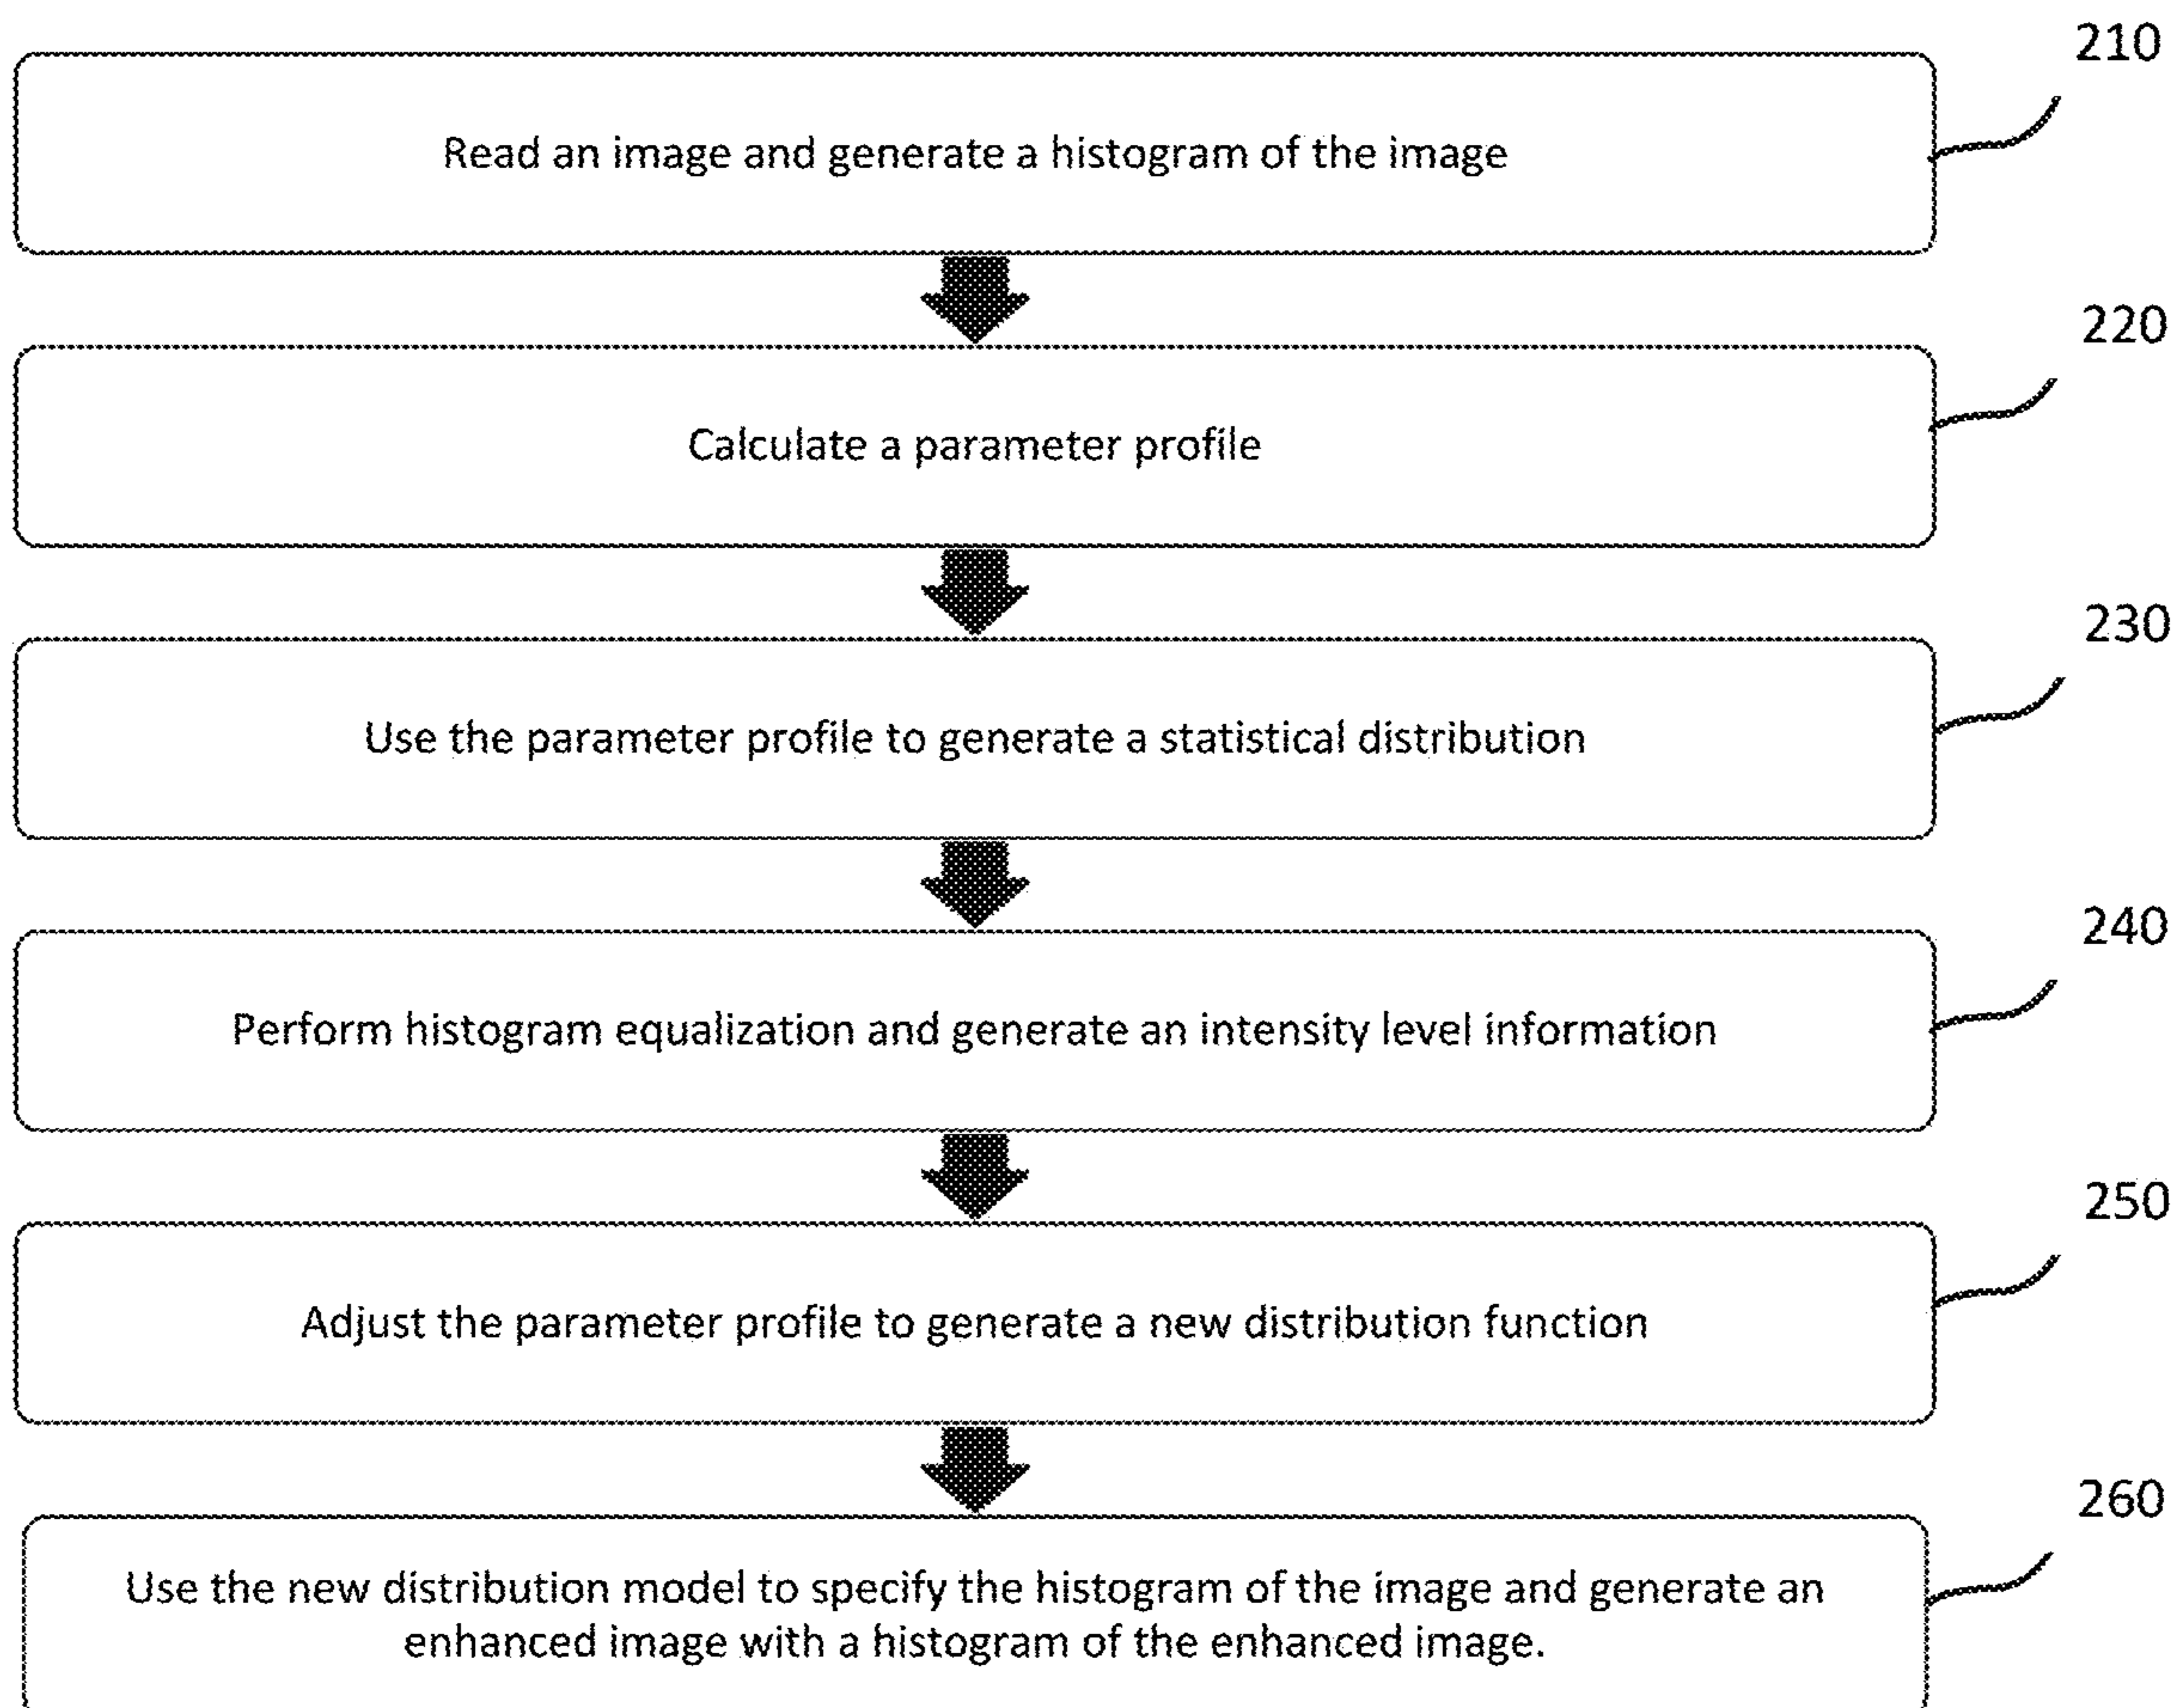 210
Read an image and generate a histogram of the image
220
Calculate a parameter profile
230
Use the parameter profile to generate a statistical distribution
240
Perform histogram equalization and generate an intensity level information
250
Adjust the parameter profile to generate a new distribution function
260
Use the new distribution model to specify the histogram of the image and generate an
enhanced image with a histogram of the enhanced image.